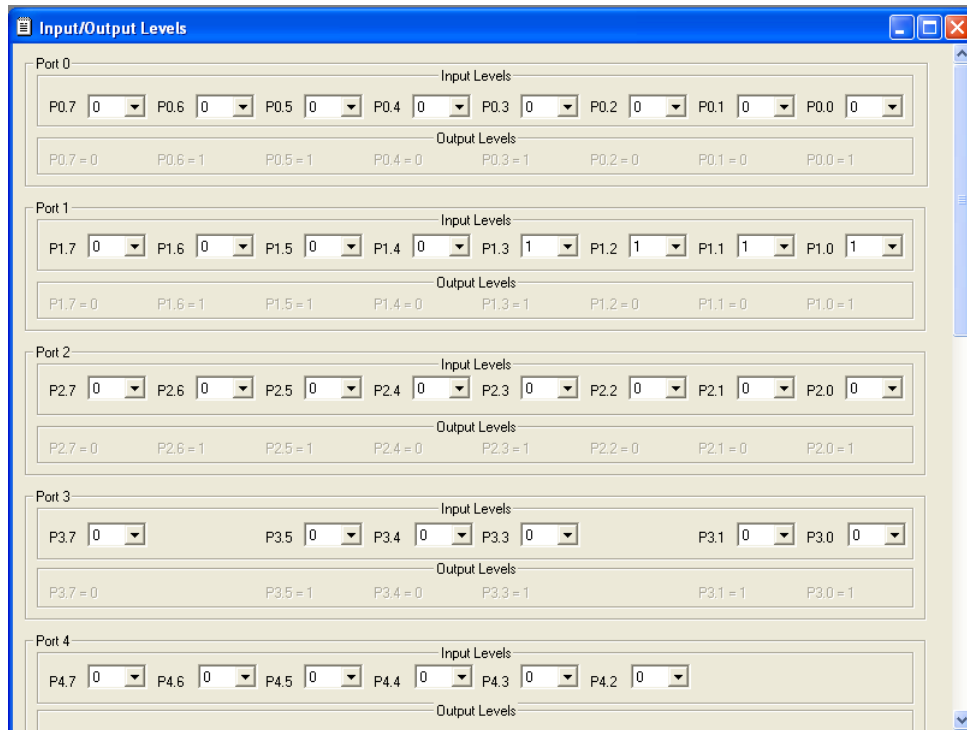 Input/Output Levels
Port 0
Input Levels
P0.7 0 P0.6 0 P0.5 0 P0.4 0 P0.3 0 P0.2 0 P0.1 0 P0.0 0
Output Levels
P0.7 = 0 P0.6 = 1 P0.5 = 1 P0.4 = 0 P0.3 = 1 P0.2 = 0 P0.1 = 0 P0.0 = 1
Port 1
Input Levels
P1.7 0 P1.6 0 P1.5 0 P1.4 0 P1.3 1 P1.2 1 P1.1 1 P1.0 1
Output Levels
P1.7 = 0 P1.6 = 1 P1.5 = 1 P1.4 = 0 P1.3 = 1 P1.2 = 0 P1.1 = 0 P1.0 = 1
Port 2
Input Levels
P2.7 0 P2.6 0 P2.5 0 P2.4 0 P2.3 0 P2.2 0 P2.1 0 P2.0 0
Output Levels
P2.7 = 0 P2.6 = 1 P2.5 = 1 P2.4 = 0 P2.3 = 1 P2.2 = 0 P2.1 = 0 P2.0 = 1
Port 3
Input Levels
P3.7 0 P3.5 0 P3.4 0 P3.3 0 P3.1 0 P3.0 0
Output Levels
P3.7 = 0 P3.5 = 1 P3.4 = 0 P3.3 = 1 P3.1 = 1 P3.0 = 1
Port 4
Input Levels
P4.7 0 P4.6 0 P4.5 0 P4.4 0 P4.3 0 P4.2 0
Output Levels